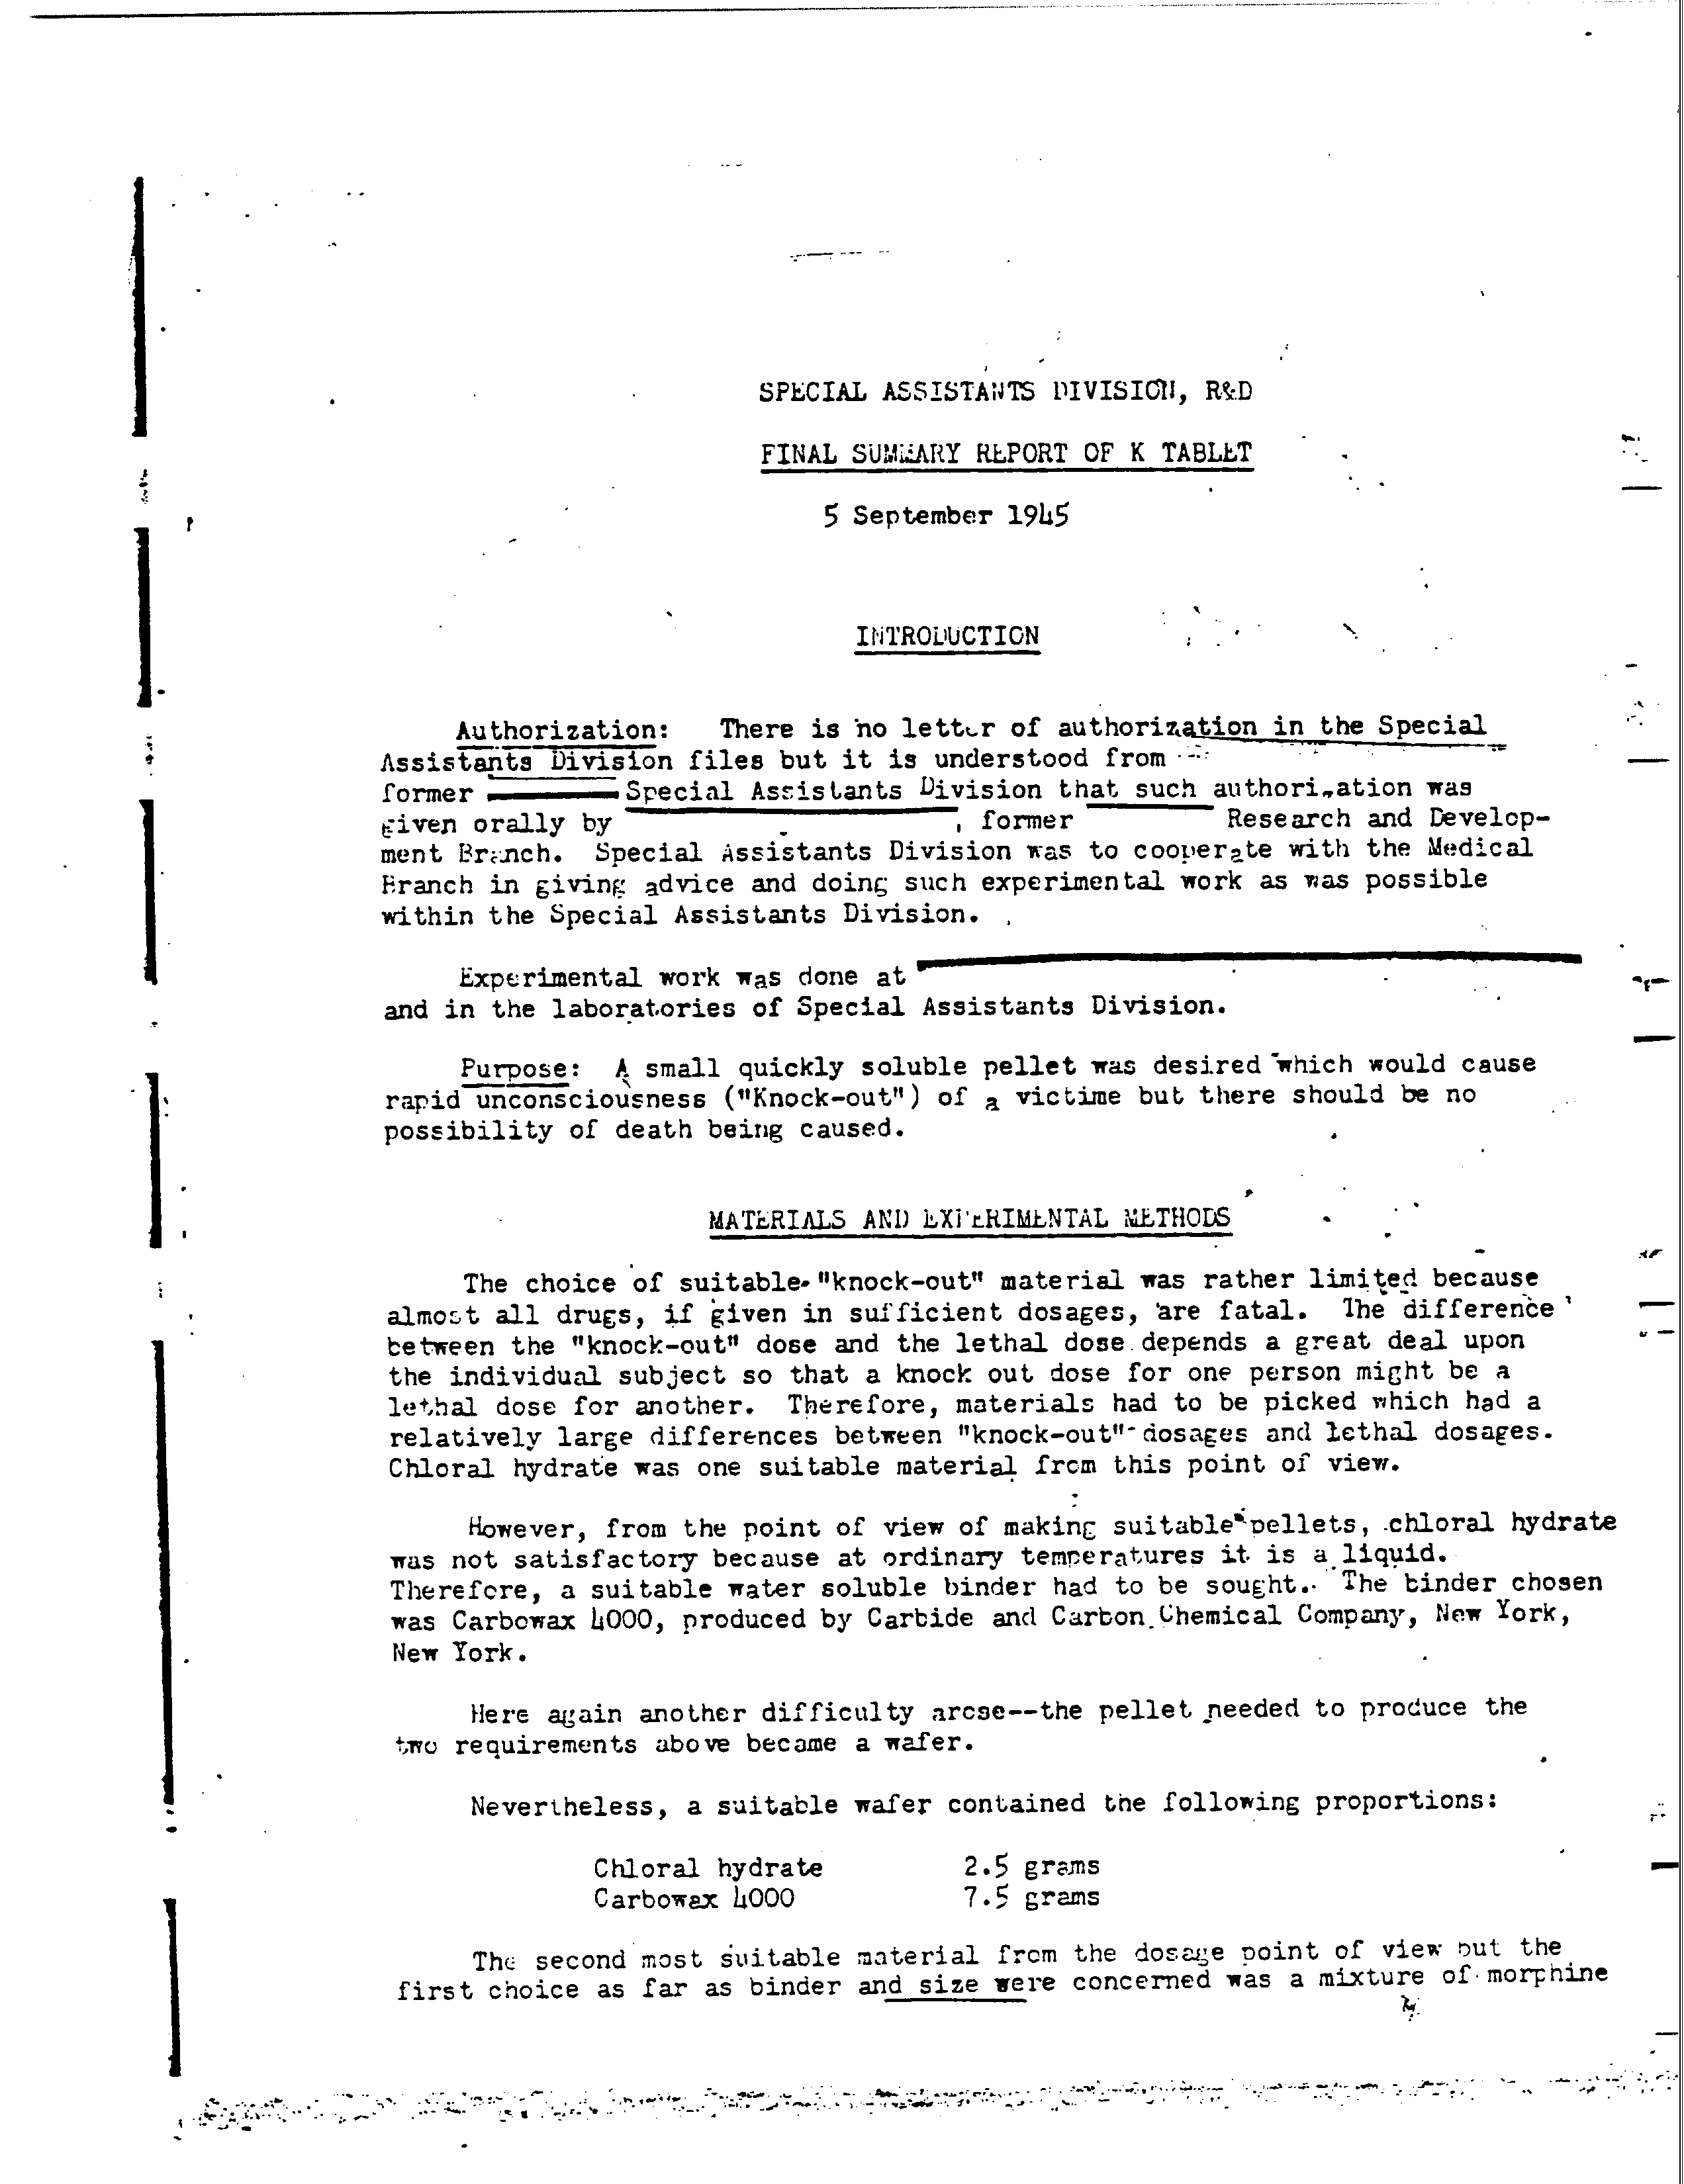 SPECIAL ASSISTANTS DIVISION, R&D
FINAL SUMMARY REPORT OF K TABLET
5 September 1945
INTRODUCTION
Authorization: There is no letter of authorization in the Special
Assistants Division files but it is understood from
former Special Assistants Division that such authorization was
given orally by , former Research and Develop-
ment Branch. Special Assistants Division was to cooperate with the Medical
Branch in giving advice and doing such experimental work as was possible
within the Special Assistants Division.
Experimental work was done at
and in the laboratories of Special Assistants Division.
Purpose: A small quickly soluble pellet was desired which would cause
rapid unconsciousness ("Knock-out") of a victime but there should be no
possibility of death being caused.
MATERIALS AND EXPERIMENTAL METHODS
The choice of suitable "knock-out" material was rather limited because
almost all drugs, if given in sufficient dosages, are fatal. The difference
between the "knock-out" dose and the lethal dose depends a great deal upon
the individual subject so that a knock out dose for one person might be a
lethal dose for another. Therefore, materials had to be picked which had a
relatively large differences between "knock-out" dosages and lethal dosages.
Chloral hydrate was one suitable material from this point of view.
However, from the point of view of making suitable pellets, chloral hydrate
was not satisfactory because at ordinary temperatures it is a liquid.
Therefore, a suitable water soluble binder had to be sought. The binder chosen
was Carbowax 4000, produced by Carbide and Carbon Chemical Company, New York,
New York.
Here again another difficulty arose--the pellet needed to produce the
two requirements above became a wafer.
Nevertheless, a suitable wafer contained the following proportions:
Chloral hydrate 2.5 grams
Carbowax 4000 7.5 grams
The second most suitable material from the dosage point of view but the
first choice as far as binder and size were concerned was a mixture of morphine